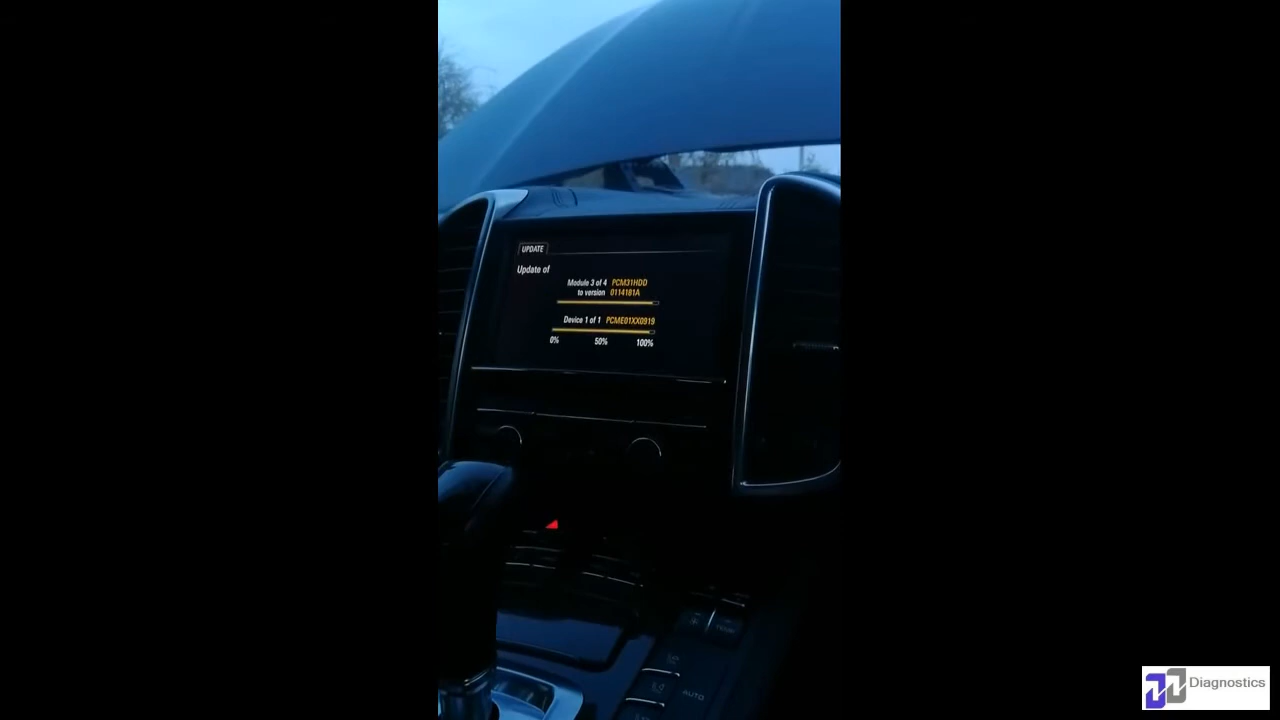 UPDATE
Update of
Module 3 of 4 PCM31HDD
to version 0114181A
Device 1 of 1 PCME01XX0919
0% 50% 100%
AUTO
Diagnostics